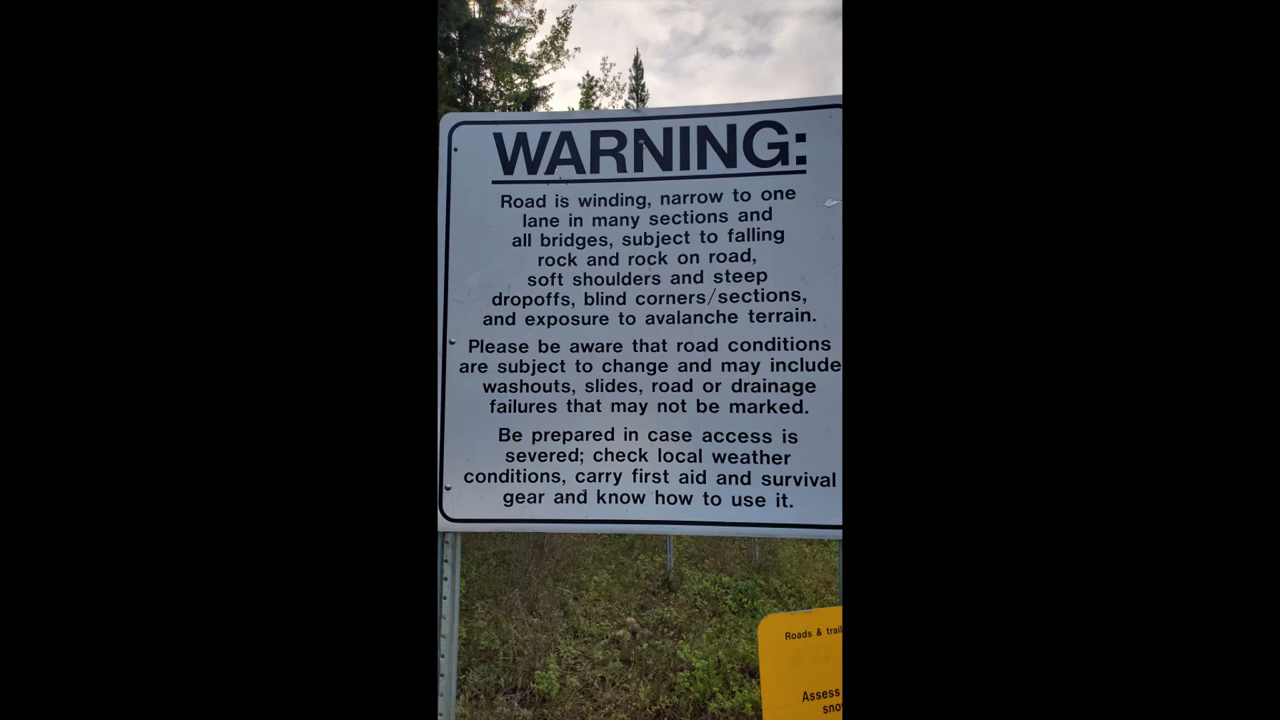 WARNING:
Road is winding, narrow to one
lane in many sections and
all bridges, subject to falling
rock and rock on road,
soft shoulders and steep
dropoffs, blind corners/sections,
and exposure to avalanche terrain.
Please be aware that road conditions
are subject to change and may include
washouts, slides, road or drainage
failures that may not be marked.
Be prepared in case access is
severed; check local weather
conditions, carry first aid and survival
gear and know how to use it.
Roads &
Assess